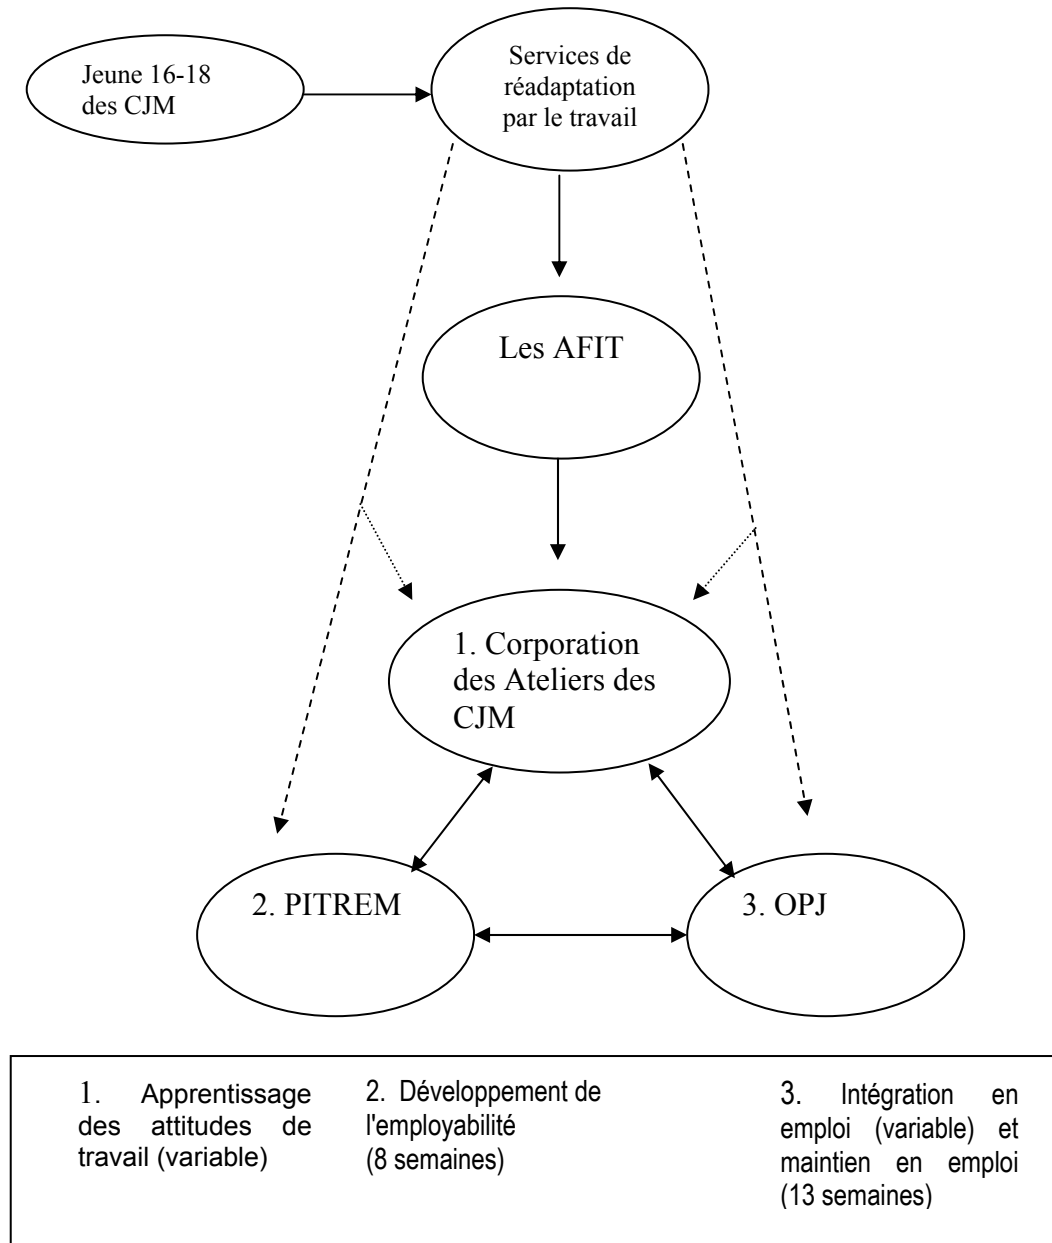 Jeune 16-18
des CJM
Services de
réadaptation
par le travail
Les AFIT
1. Corporation
des Ateliers des
CJM
2. PITREM
3. OPJ
1. Apprentissage
des attitudes de
travail (variable)
2. Développement de
l'employabilité
(8 semaines)
3. Intégration en
emploi (variable) et
maintien en emploi
(13 semaines)